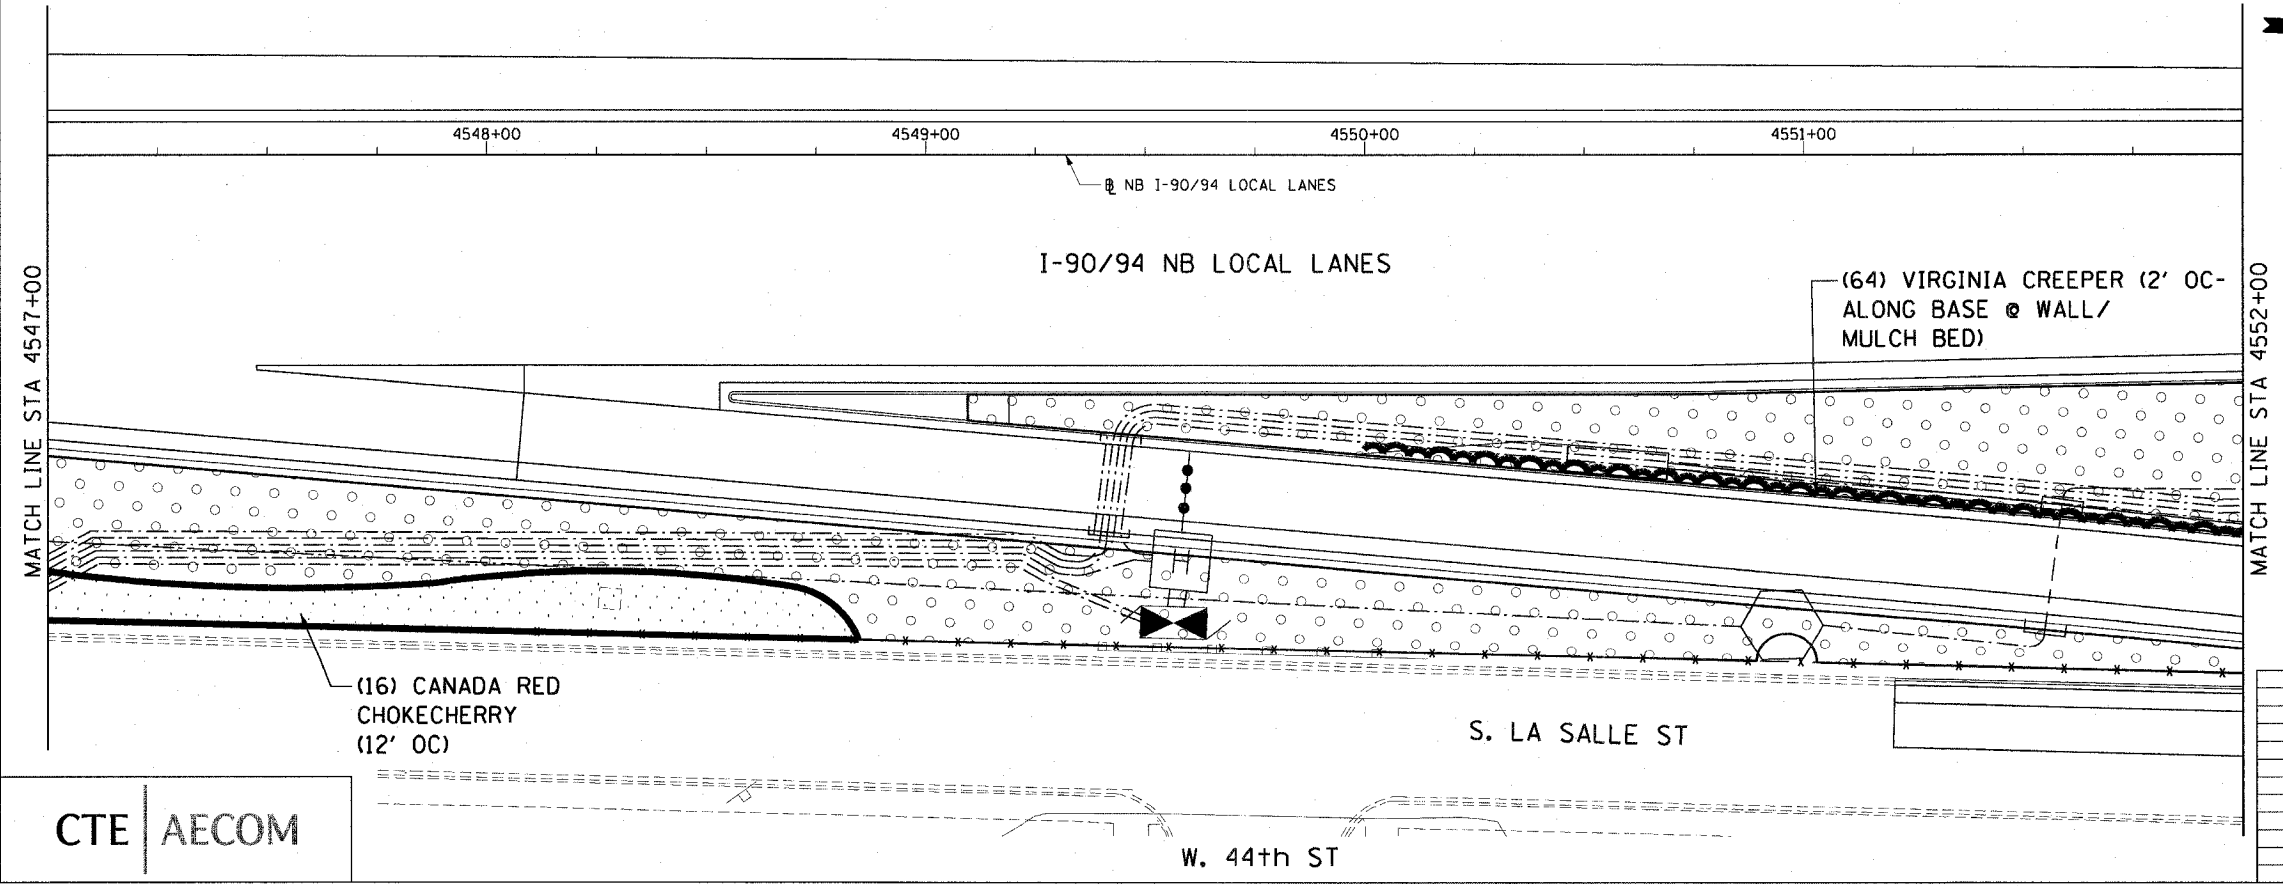 4548+00
4549+00
4550+00
4551+00
℄ NB I-90/94 LOCAL LANES
I-90/94 NB LOCAL LANES
MATCH LINE STA 4547+00
(64) VIRGINIA CREEPER (2' OC-
ALONG BASE @ WALL/
MULCH BED)
MATCH LINE STA 4552+00
(16) CANADA RED
CHOKECHERRY
(12' OC)
S. LA SALLE ST
W. 44th ST
CTE | AECOM